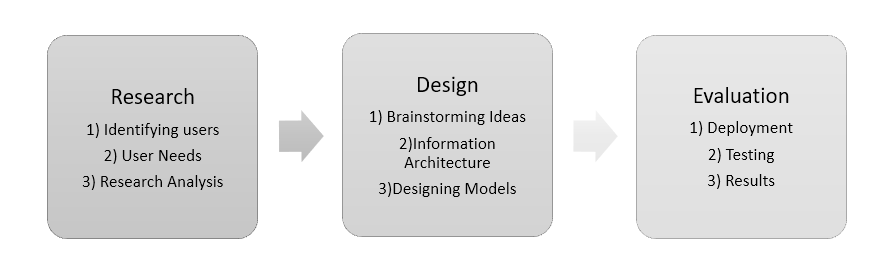 Research
1) Identifying users
2) User Needs
3) Research Analysis
Design
1) Brainstorming Ideas
2)Information
Architecture
3)Designing Models
Evaluation
1) Deployment
2) Testing
3) Results